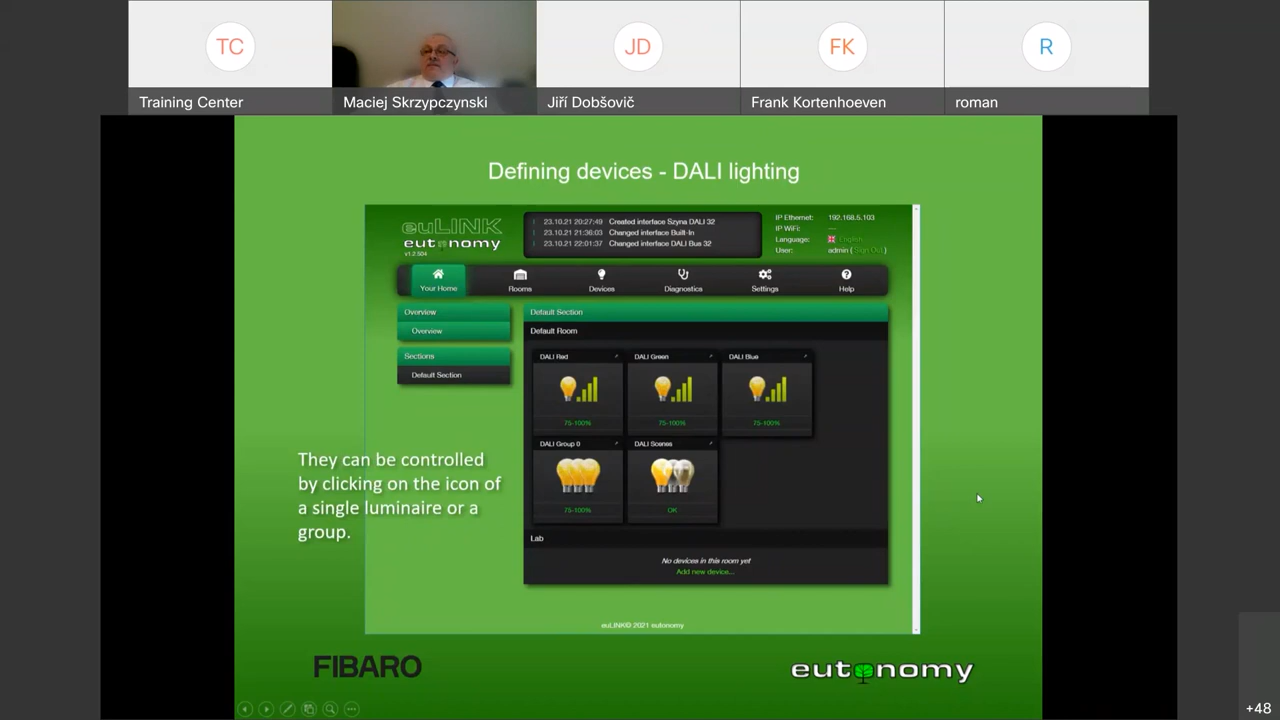 TC
JD
FK
R
Training Center
Maciej Skrzypczynski
Jiří Dobšovič
Frank Kortenhoeven
roman
Defining devices - DALI lighting
euLINK
eutonomy
v1.2.504
23.10.21 20:27:49 Created interface Szyna DALI 32
23.10.21 21:36:03 Changed interface Built-In
23.10.21 22:01:37 Changed interface DALI Bus 32
IP Ethernet: 192.168.5.103
IP WiFi: ---
Language: English
User: admin (Sign Out)
Your Home
Rooms
Devices
Diagnostics
Settings
Help
Overview
Overview
Sections
Default Section
Default Section
Default Room
DALI Red
DALI Green
DALI Blue
75-100%
75-100%
75-100%
DALI Group 0
DALI Scenes
75-100%
OK
Lab
No devices in this room yet
Add new device...
They can be controlled
by clicking on the icon of
a single luminaire or a
group.
euLINK© 2021 eutonomy
FIBARO
eutonomy
+48